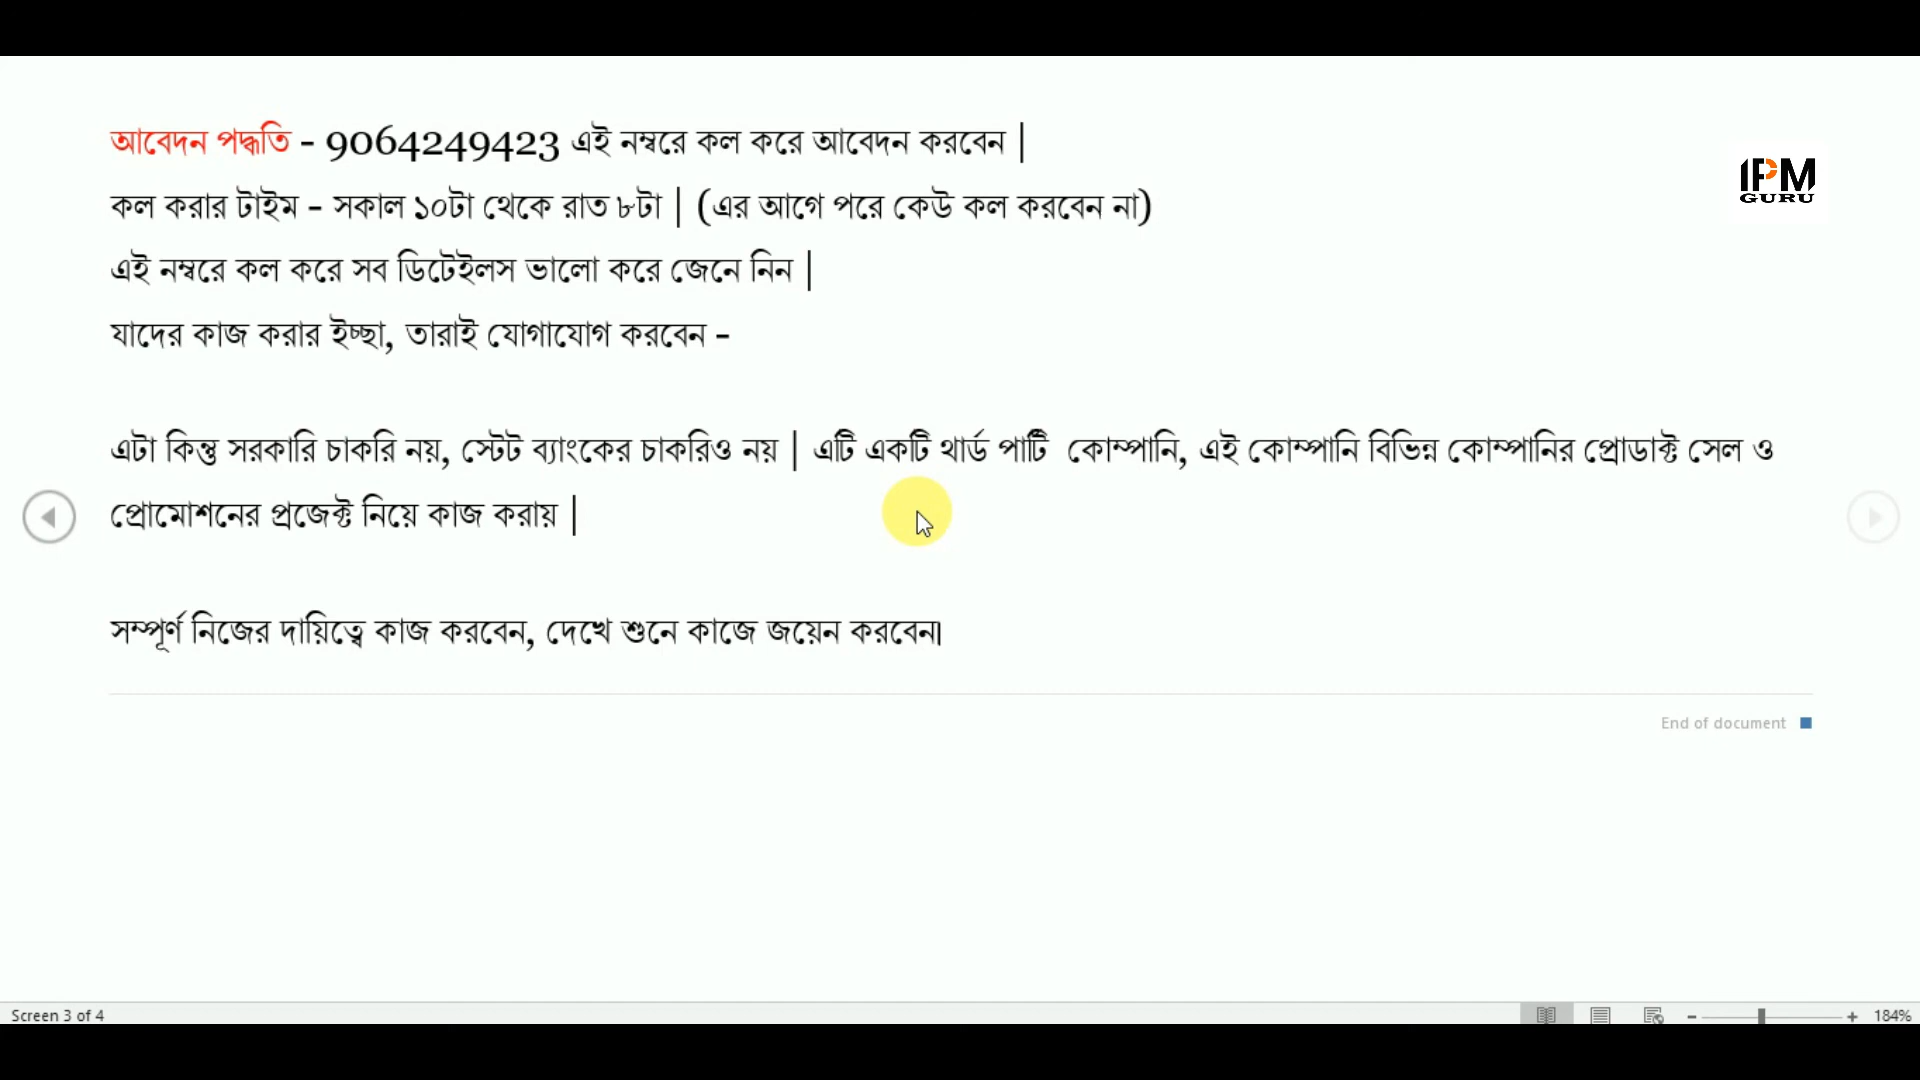 আবেদন পদ্ধতি - 9064249423 এই নম্বরে কল করে আবেদন করবেন |
IPM
GURU
কল করার টাইম - সকাল ১০টা থেকে রাত ৮টা | (এর আগে পরে কেউ কল করবেন না)
এই নম্বরে কল করে সব ডিটেইলস ভালো করে জেনে নিন |
যাদের কাজ করার ইচ্ছা, তারাই যোগাযোগ করবেন -
এটা কিন্তু সরকারি চাকরি নয়, স্টেট ব্যাংকের চাকরিও নয় | এটি একটি থার্ড পার্টি কোম্পানি, এই কোম্পানি বিভিন্ন কোম্পানির প্রোডাক্ট সেল ও
প্রোমোশনের প্রজেক্ট নিয়ে কাজ করায় |
সম্পূর্ণ নিজের দায়িত্বে কাজ করবেন, দেখে শুনে কাজে জয়েন করবেন।
End of document
Screen 3 of 4
184%